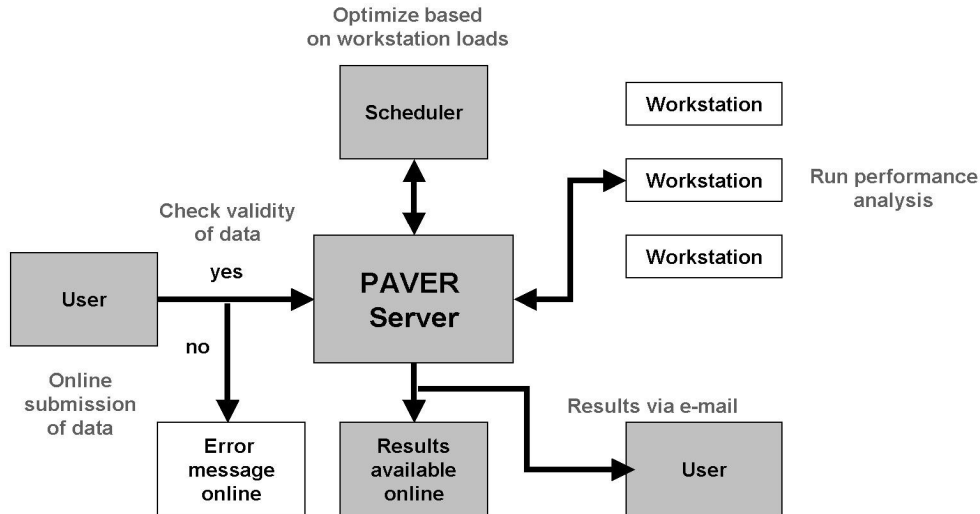 Optimize based
on workstation loads
Scheduler
Workstation
Workstation
Run performance
analysis
Workstation
Check validity
of data
yes
User
PAVER
Server
no
Online
submission
of data
Error
message
online
Results
available
online
Results via e-mail
User